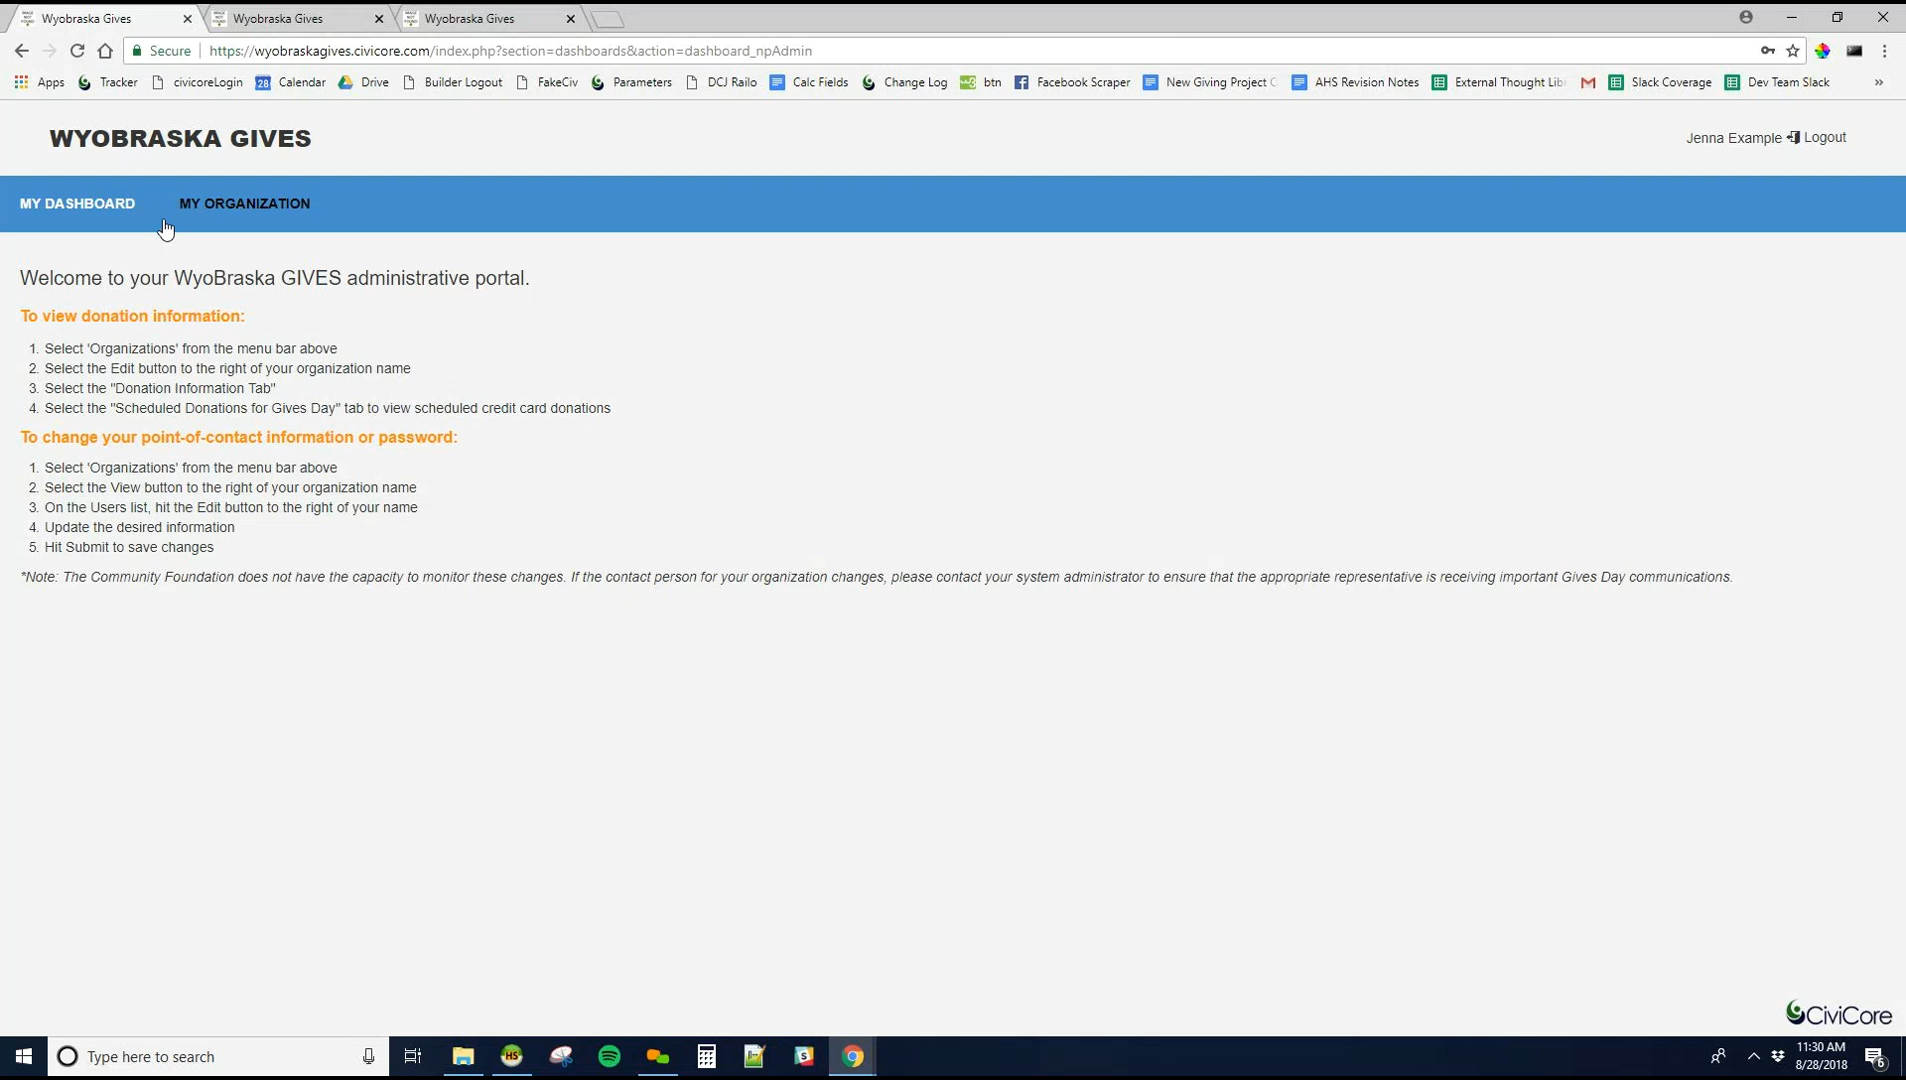 Wyobraska Gives
Wyobraska Gives
Wyobraska Gives
Secure
https://wyobraskagives.civicore.com/index.php?section=dashboards&action=dashboard_npAdmin
Apps Tracker civicoreLogin 28 Calendar Drive Builder Logout FakeCiv Parameters DCJ Railo Calc Fields Change Log w3 btn Facebook Scraper New Giving Project AHS Revision Notes External Thought Slack Coverage Dev Team Slack »
WYOBRASKA GIVES
Jenna Example Logout
MY DASHBOARD MY ORGANIZATION
Welcome to your WyoBraska GIVES administrative portal.
To view donation information:
1. Select 'Organizations' from the menu bar above
2. Select the Edit button to the right of your organization name
3. Select the "Donation Information Tab"
4. Select the "Scheduled Donations for Gives Day" tab to view scheduled credit card donations
To change your point-of-contact information or password:
1. Select 'Organizations' from the menu bar above
2. Select the View button to the right of your organization name
3. On the Users list, hit the Edit button to the right of your name
4. Update the desired information
5. Hit Submit to save changes
*Note: The Community Foundation does not have the capacity to monitor these changes. If the contact person for your organization changes, please contact your system administrator to ensure that the appropriate representative is receiving important Gives Day communications.
CiviCore
Type here to search
HS
S
11:30 AM
8/28/2018
6